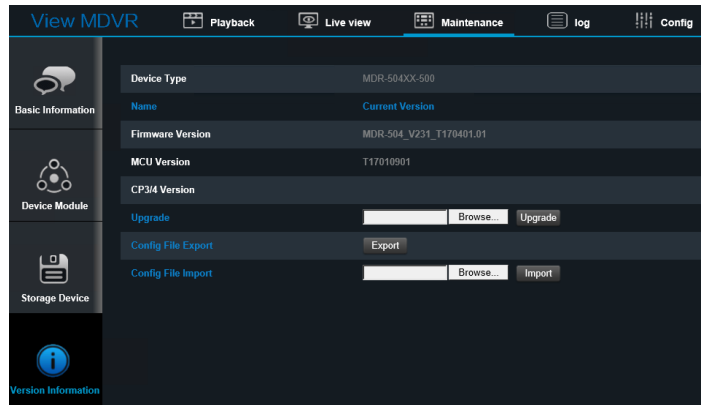 View MDVR Playback Live view Maintenance log Config
Basic Information
Device Module
Storage Device
Version Information
Device Type MDR-504XX-500
Name Current Version
Firmware Version MDR-504_V231_T170401.01
MCU Version T17010901
CP3/4 Version
Upgrade Browse... Upgrade
Config File Export Export
Config File Import Browse... Import